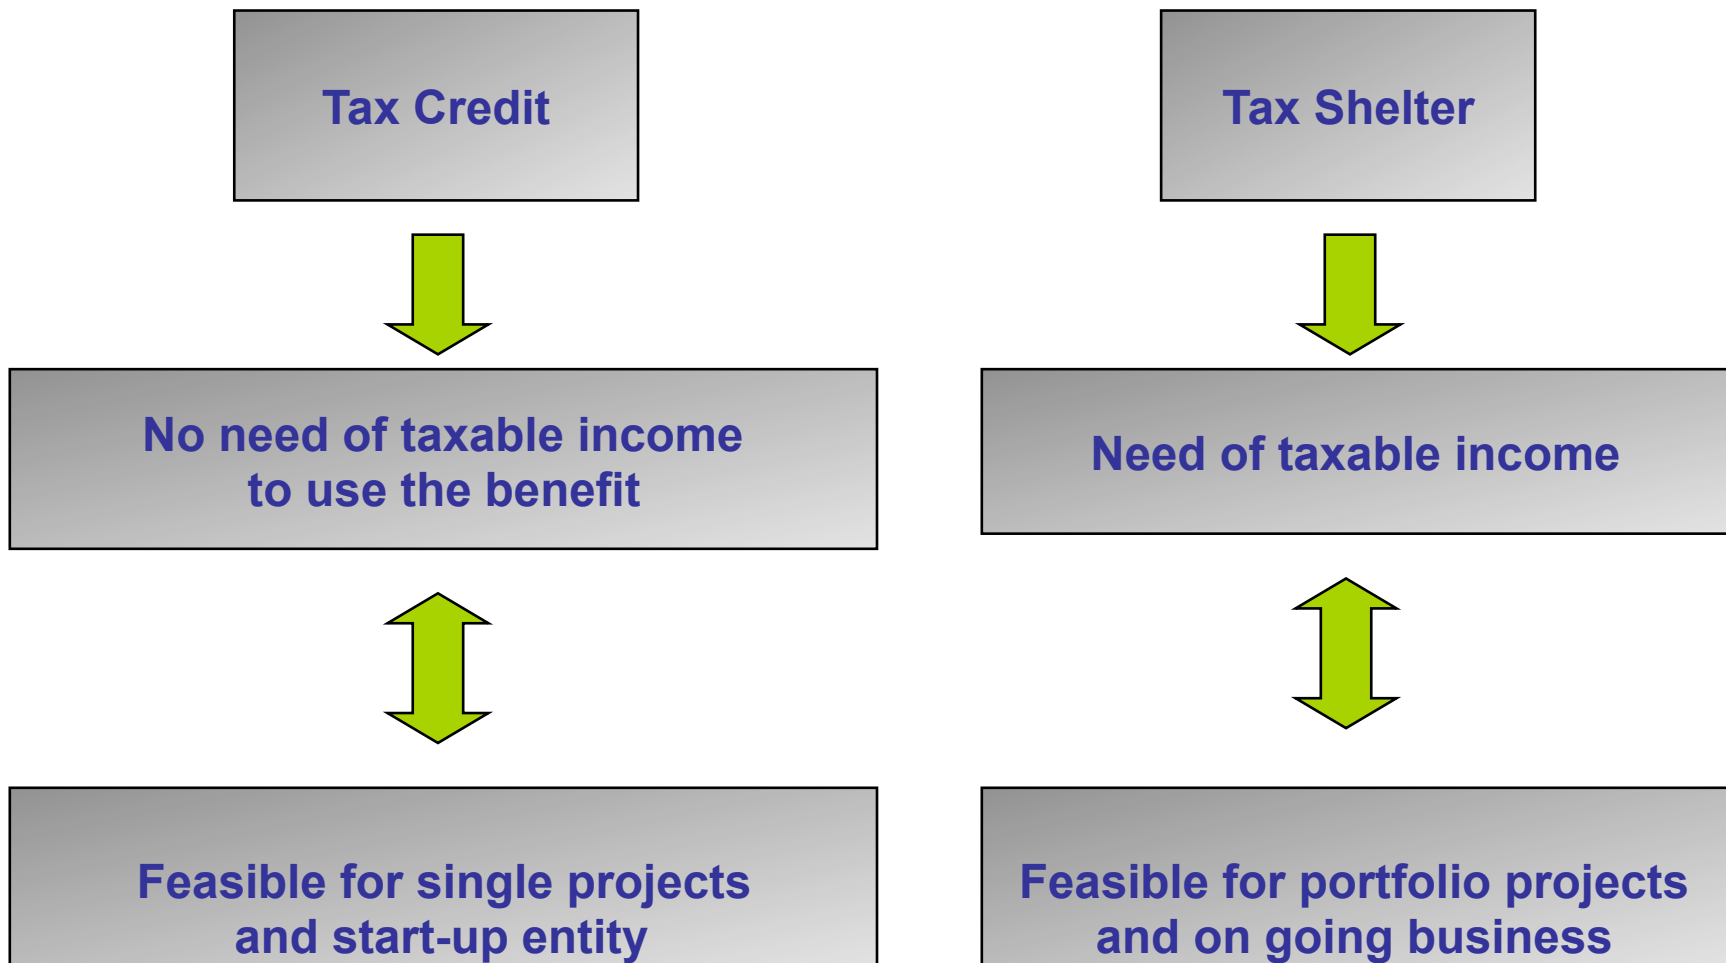 Tax Credit
Tax Shelter
No need of taxable income
to use the benefit
Need of taxable income
Feasible for single projects
and start-up entity
Feasible for portfolio projects
and on going business